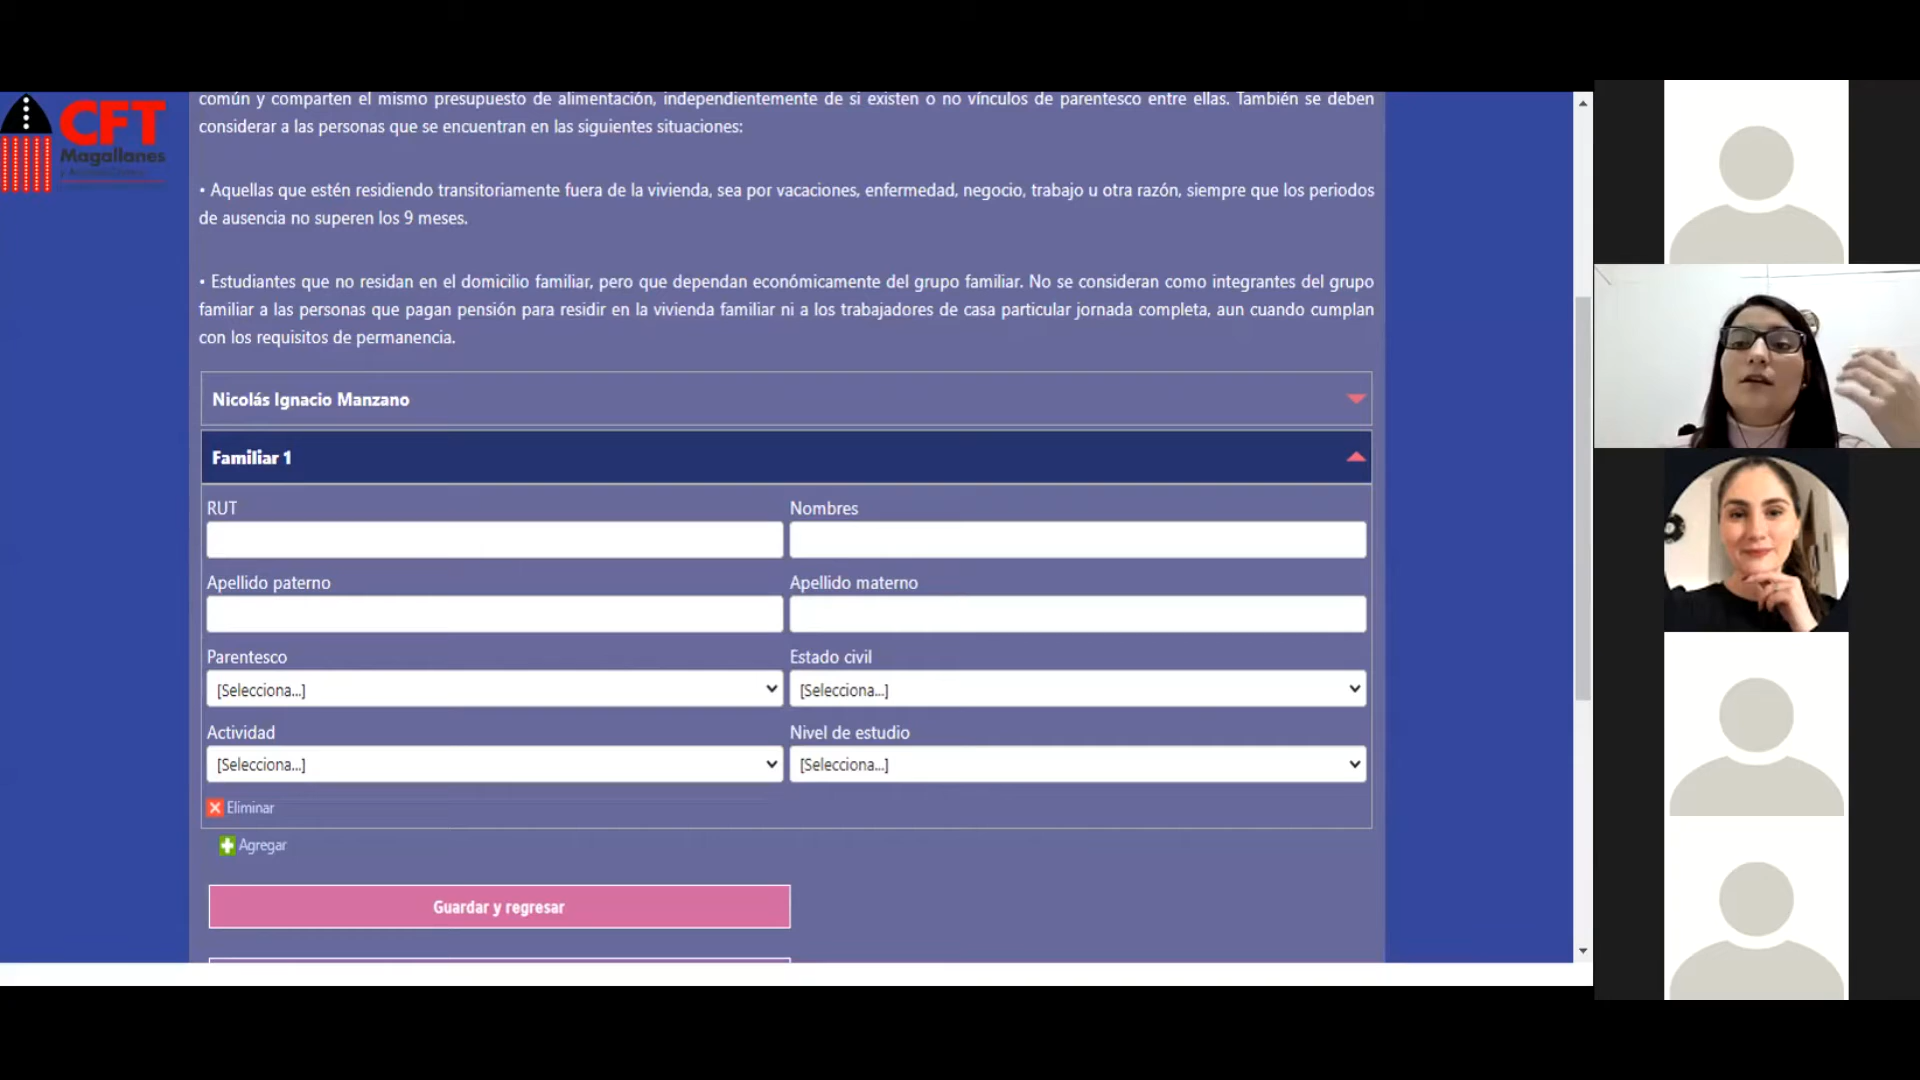 CFT
Magallanes
común y comparten el mismo presupuesto de alimentación, independientemente de si existen o no vínculos de parentesco entre ellas. También se deben
considerar a las personas que se encuentran en las siguientes situaciones:
• Aquellas que estén residiendo transitoriamente fuera de la vivienda, sea por vacaciones, enfermedad, negocio, trabajo u otra razón, siempre que los periodos
de ausencia no superen los 9 meses.
• Estudiantes que no residan en el domicilio familiar, pero que dependan económicamente del grupo familiar. No se consideran como integrantes del grupo
familiar a las personas que pagan pensión para residir en la vivienda familiar ni a los trabajadores de casa particular jornada completa, aun cuando cumplan
con los requisitos de permanencia.
Nicolás Ignacio Manzano
Familiar 1
RUT Nombres
Apellido paterno Apellido materno
Parentesco Estado civil
[Selecciona...] [Selecciona...]
Actividad Nivel de estudio
[Selecciona...] [Selecciona...]
Eliminar
Agregar
Guardar y regresar